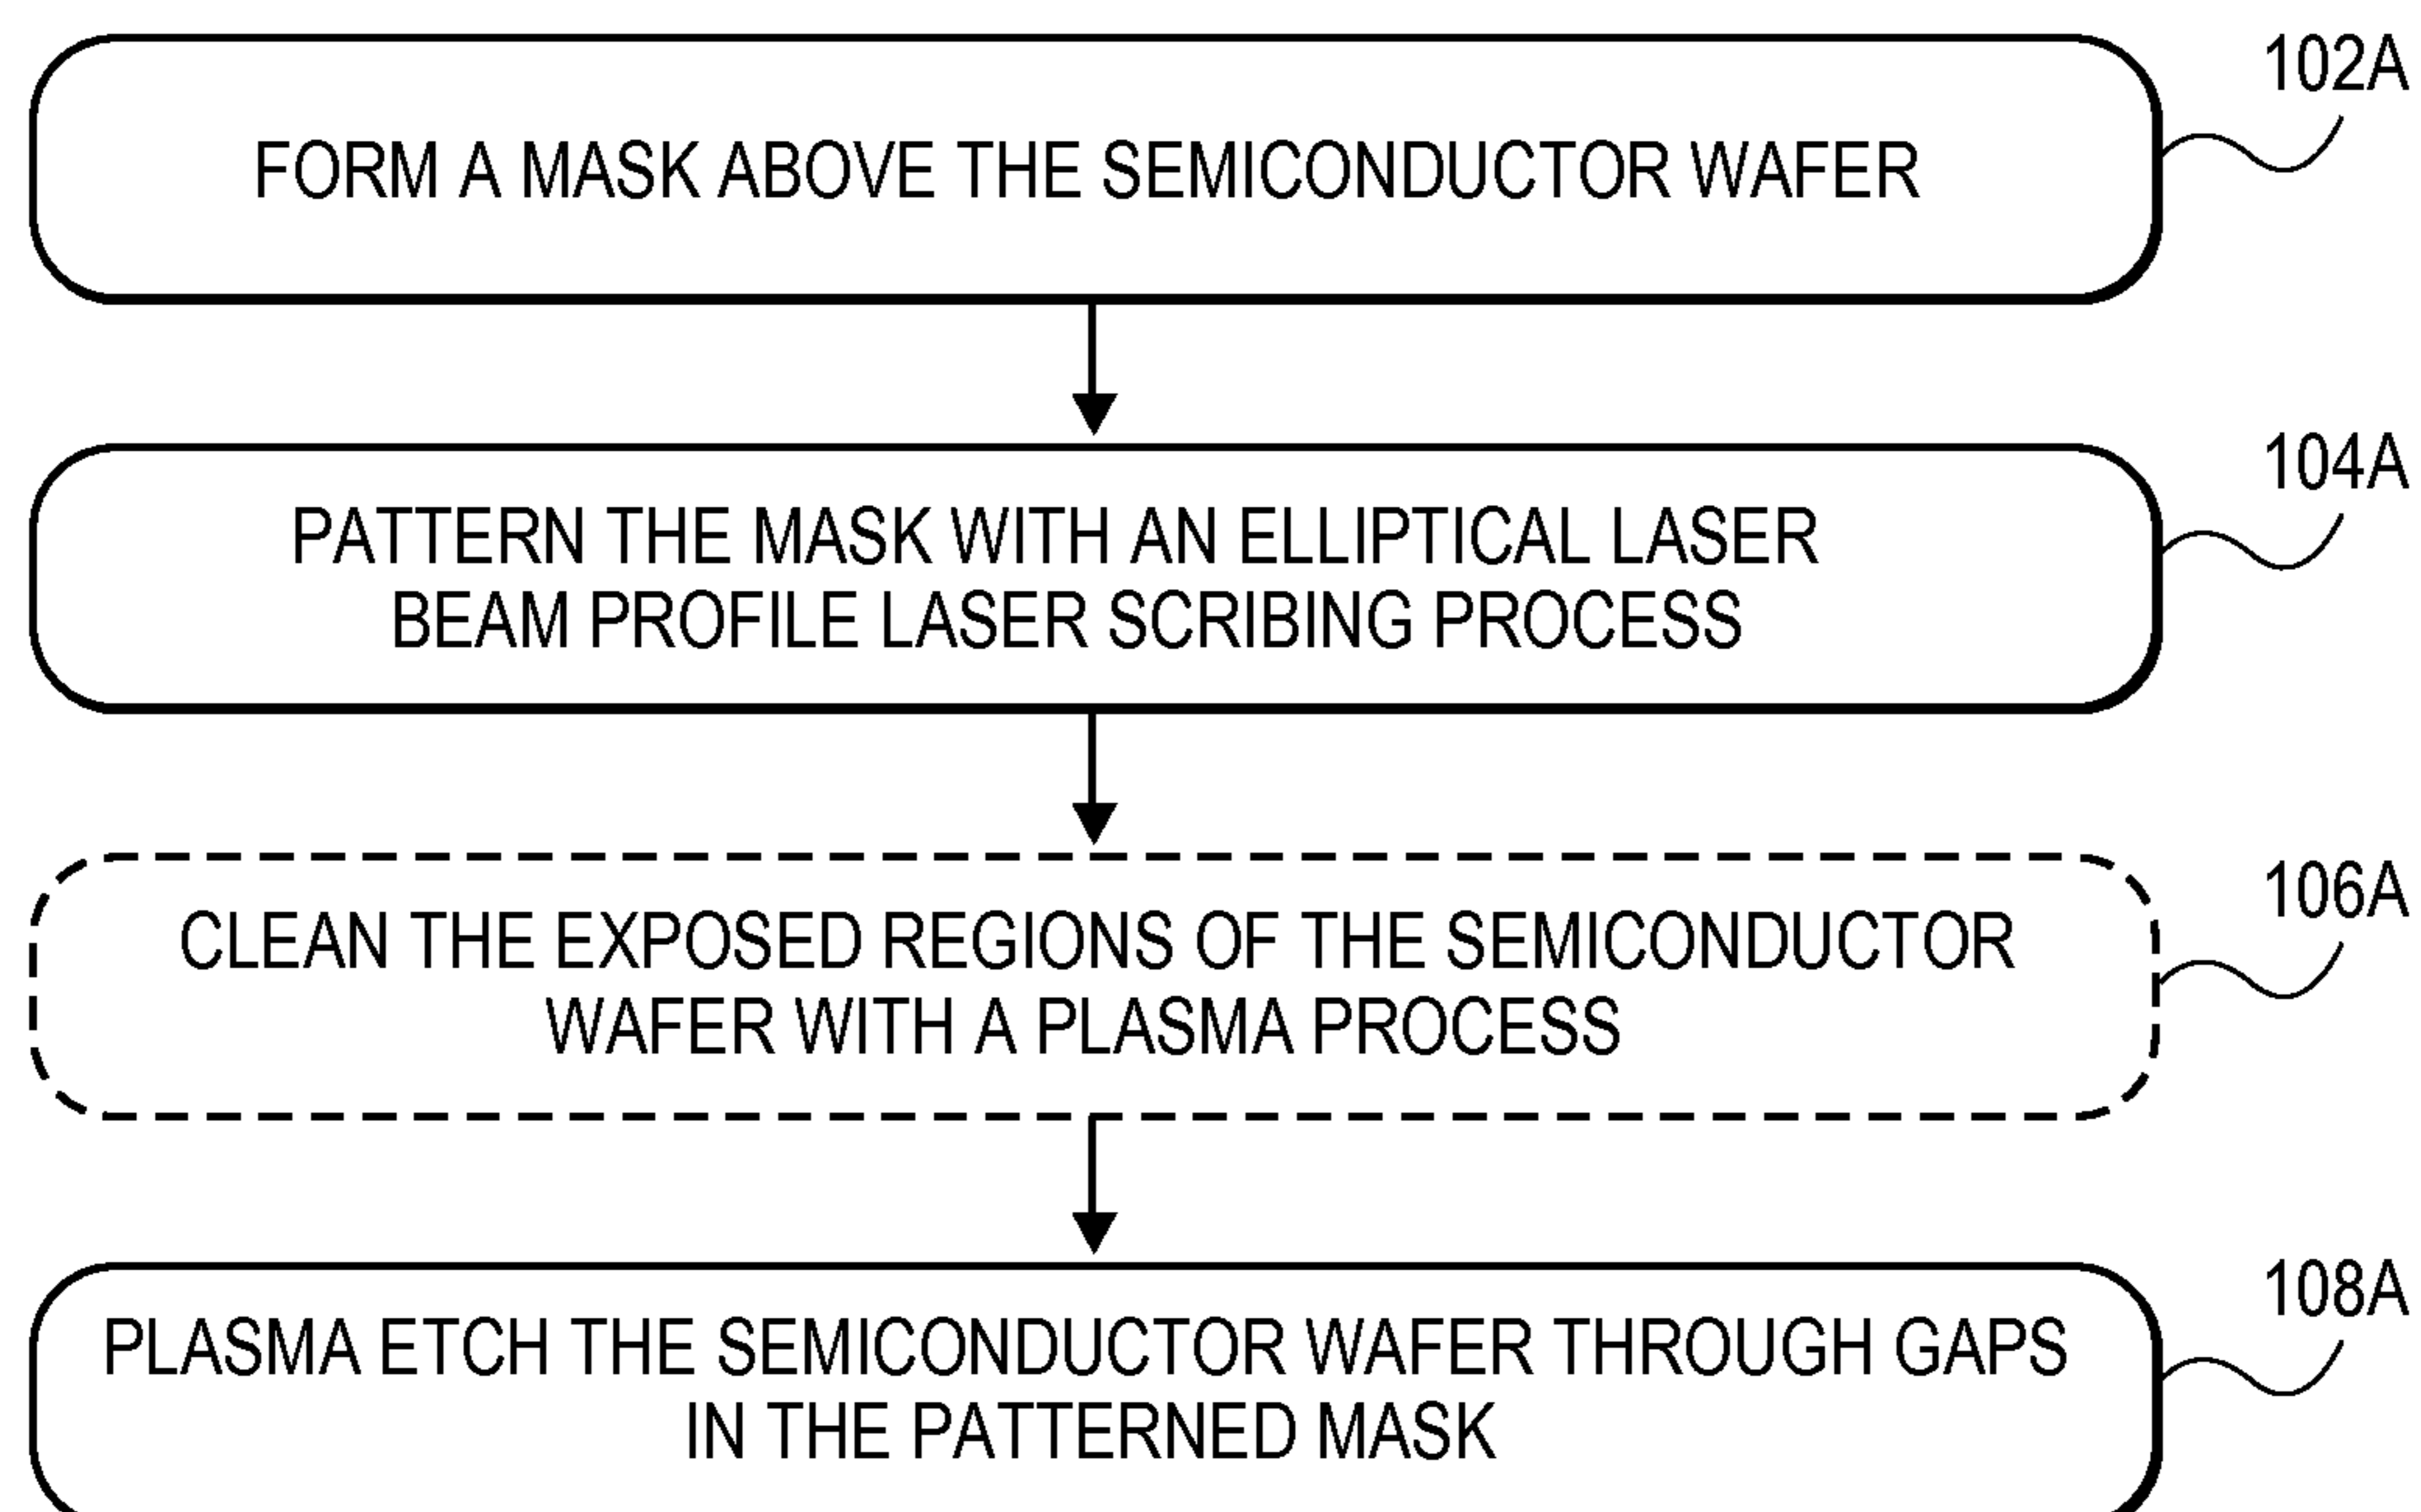 102A
FORM A MASK ABOVE THE SEMICONDUCTOR WAFER
104A
PATTERN THE MASK WITH AN ELLIPTICAL LASER
BEAM PROFILE LASER SCRIBING PROCESS
106A
CLEAN THE EXPOSED REGIONS OF THE SEMICONDUCTOR
WAFER WITH A PLASMA PROCESS
108A
PLASMA ETCH THE SEMICONDUCTOR WAFER THROUGH GAPS
IN THE PATTERNED MASK